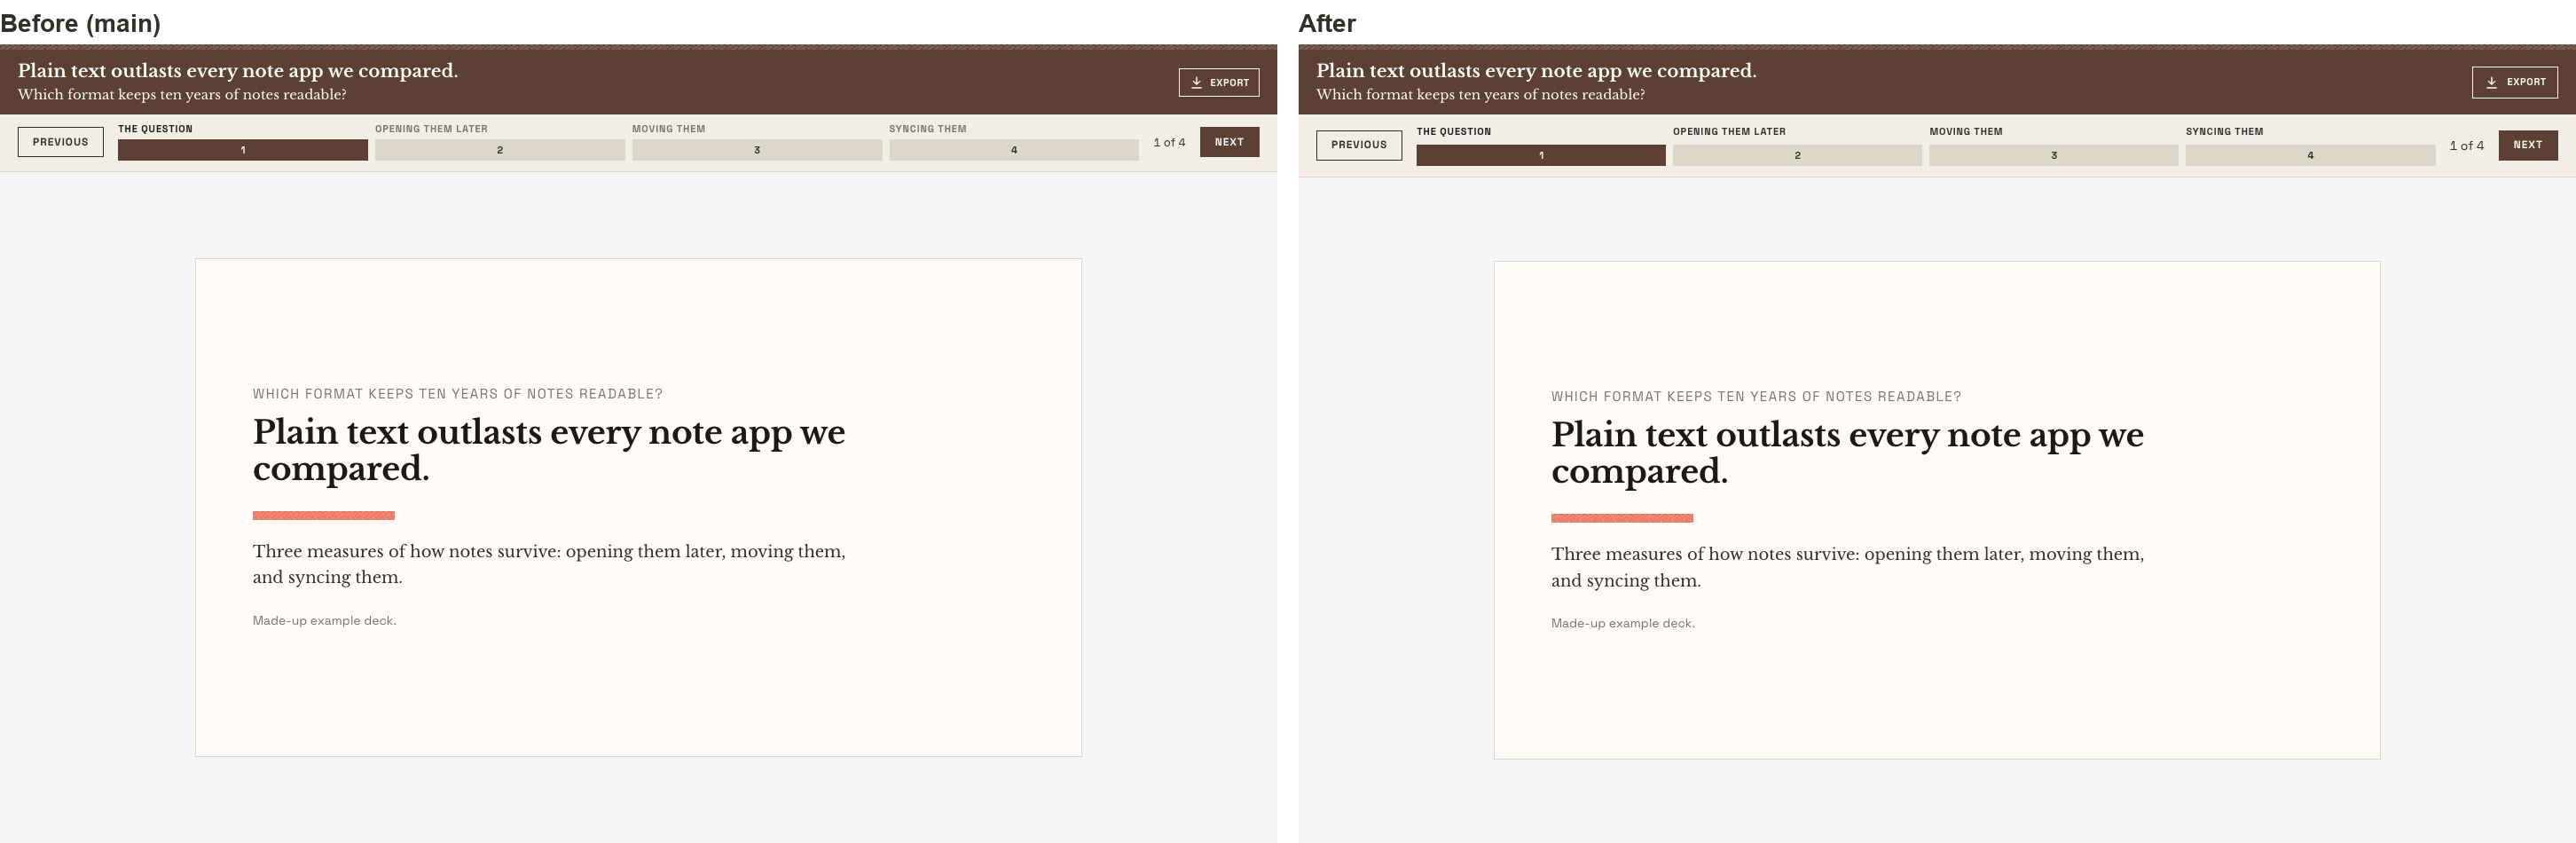 Before (main)
Plain text outlasts every note app we compared.
Which format keeps ten years of notes readable?
EXPORT
PREVIOUS
THE QUESTION
1
OPENING THEM LATER
2
MOVING THEM
3
SYNCING THEM
4
1 of 4
NEXT
WHICH FORMAT KEEPS TEN YEARS OF NOTES READABLE?
Plain text outlasts every note app we
compared.
Three measures of how notes survive: opening them later, moving them,
and syncing them.
Made-up example deck.
After
Plain text outlasts every note app we compared.
Which format keeps ten years of notes readable?
EXPORT
PREVIOUS
THE QUESTION
1
OPENING THEM LATER
2
MOVING THEM
3
SYNCING THEM
4
1 of 4
NEXT
WHICH FORMAT KEEPS TEN YEARS OF NOTES READABLE?
Plain text outlasts every note app we
compared.
Three measures of how notes survive: opening them later, moving them,
and syncing them.
Made-up example deck.